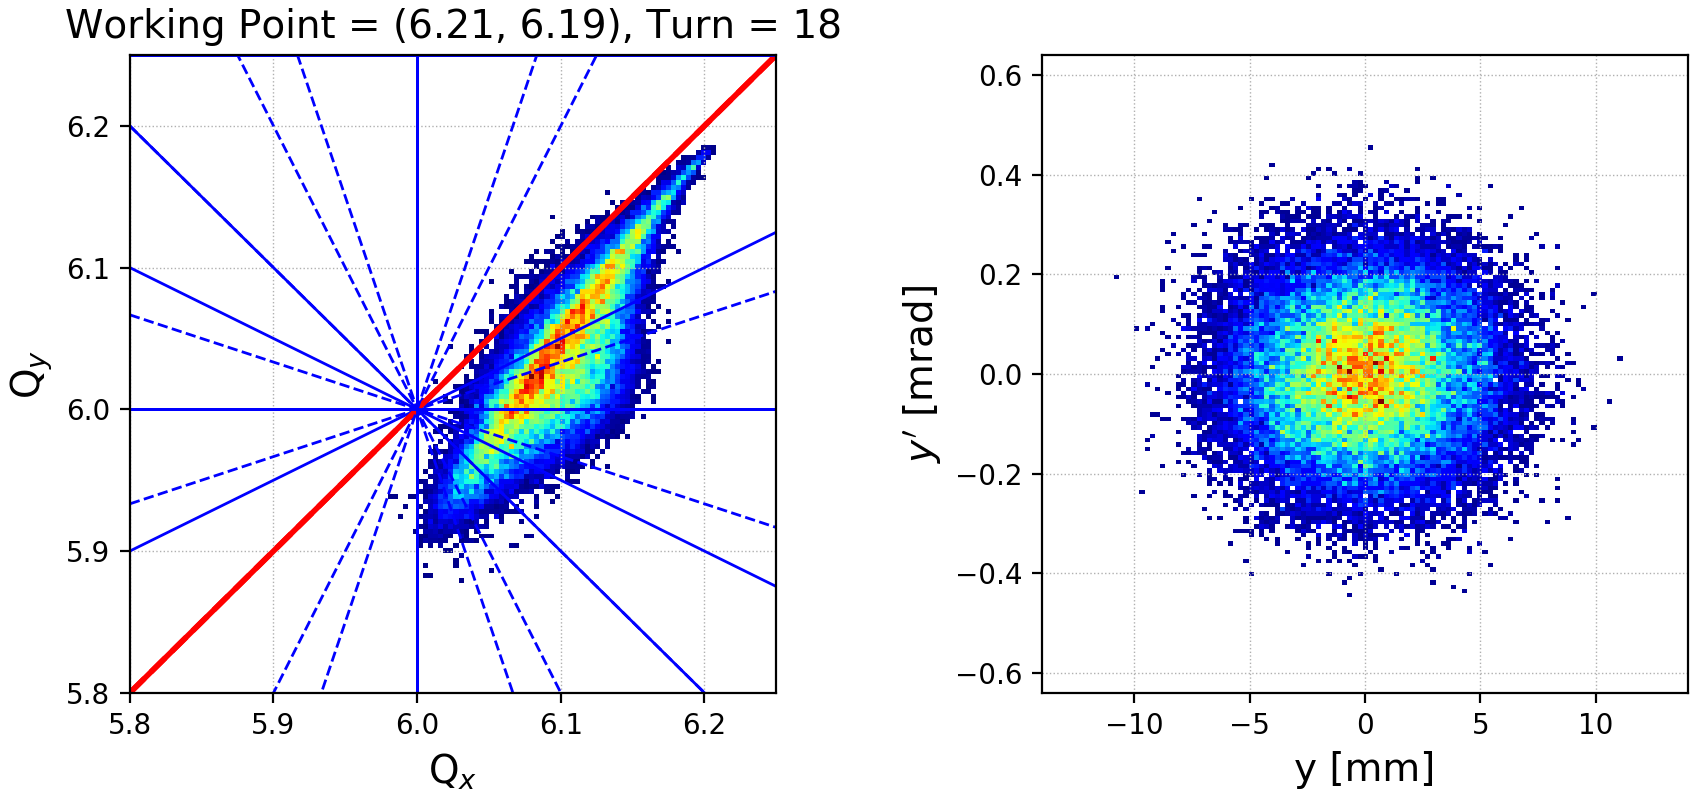 Working Point = (6.21, 6.19), Turn = 18
6.2
6.1
6.0
5.9
5.8
Q_y
5.8 5.9 6.0 6.1 6.2
Q_x
0.6
0.4
0.2
0.0
−0.2
−0.4
−0.6
y′ [mrad]
−10 −5 0 5 10
y [mm]